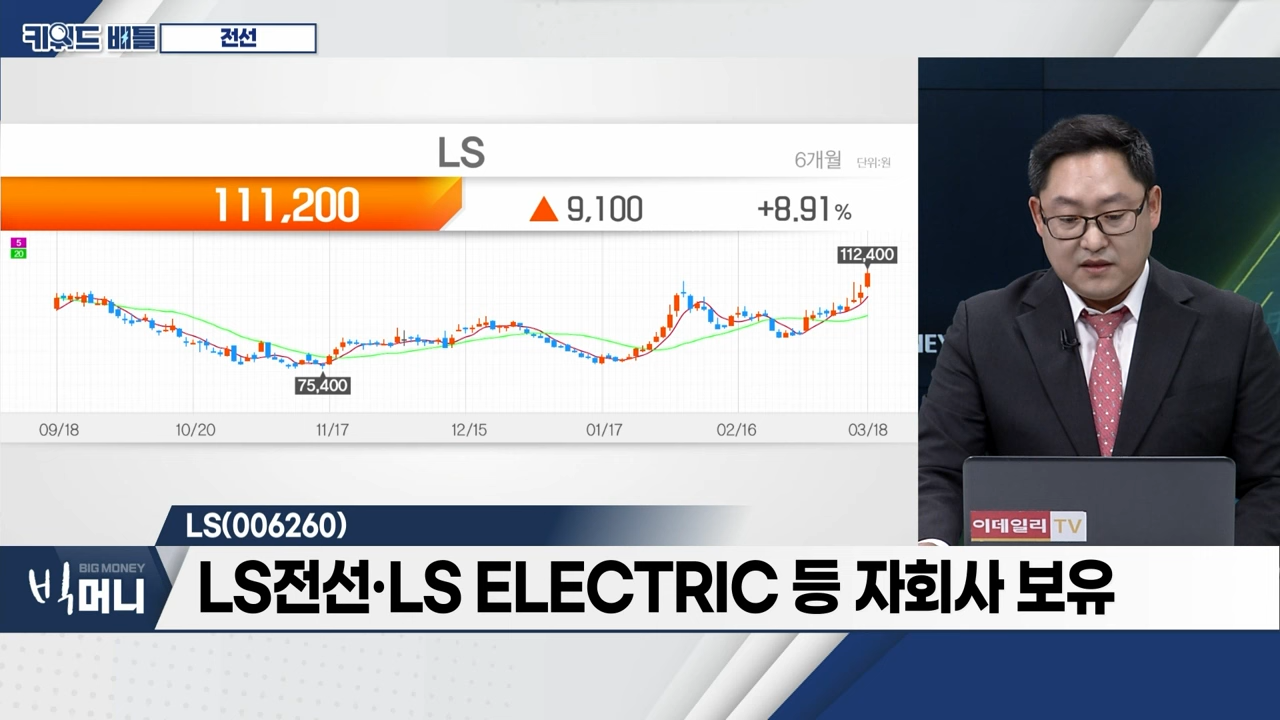 키워드 배틀 전선
LS
6개월 단위:원
111,200 ▲ 9,100 +8.91%
5
20
112,400
75,400
09/18 10/20 11/17 12/15 01/17 02/16 03/18
LS(006260)
BIG MONEY
빅머니
LS전선·LS ELECTRIC 등 자회사 보유
NEY
이데일리 TV